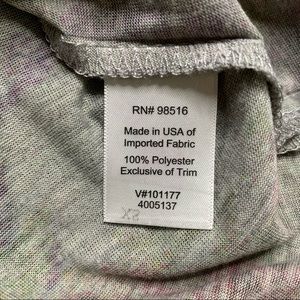 RN# 98516
Made in USA of
Imported Fabric
100% Polyester
Exclusive of Trim
V#101177
4005137